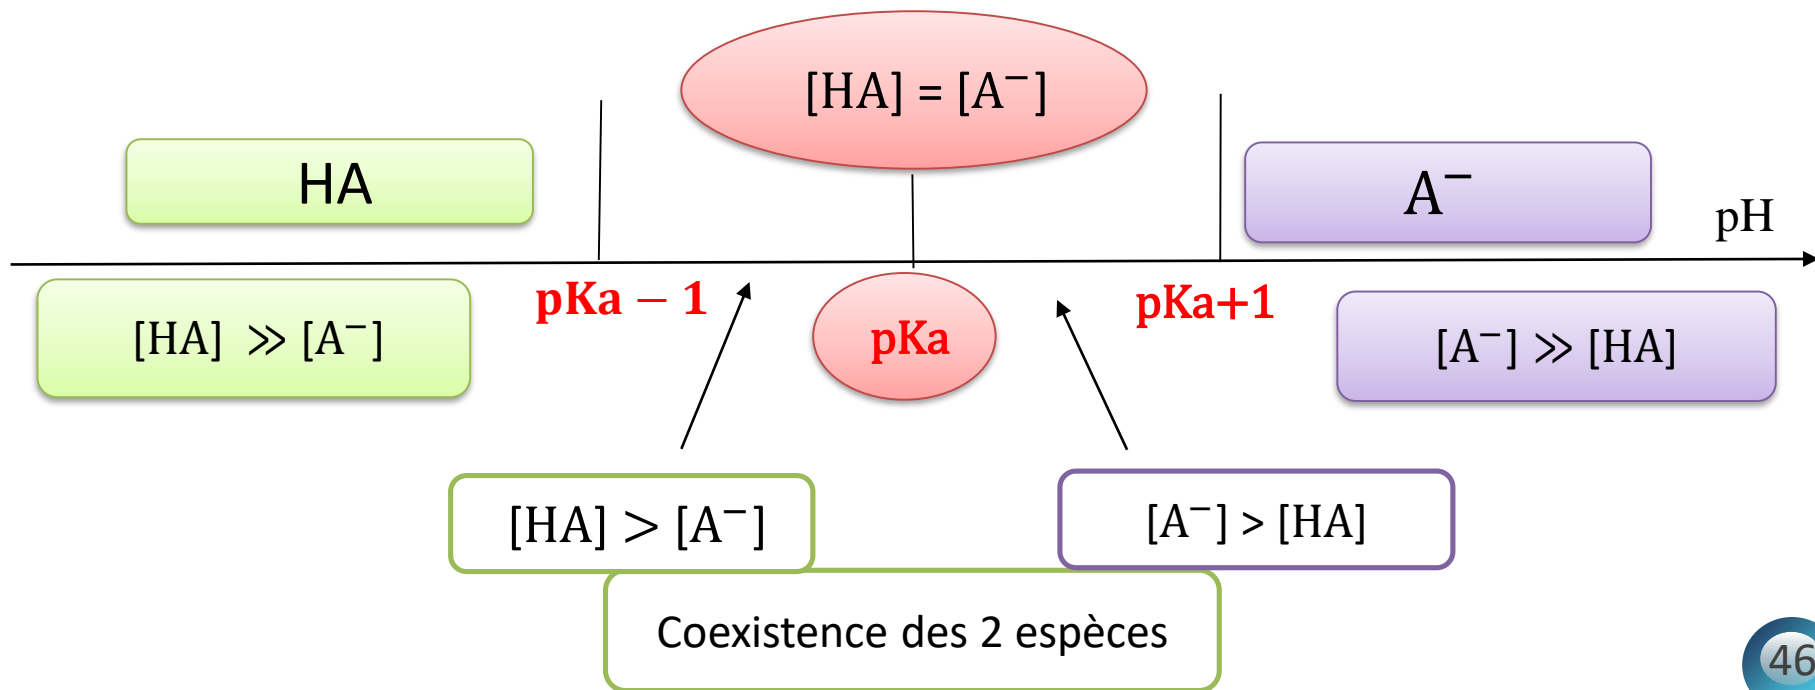 [HA] = [A⁻]
HA
A⁻
pH
pKa − 1
pKa
pKa+1
[HA] ≫ [A⁻]
[A⁻] ≫ [HA]
[HA] > [A⁻]
[A⁻] > [HA]
Coexistence des 2 espèces
46